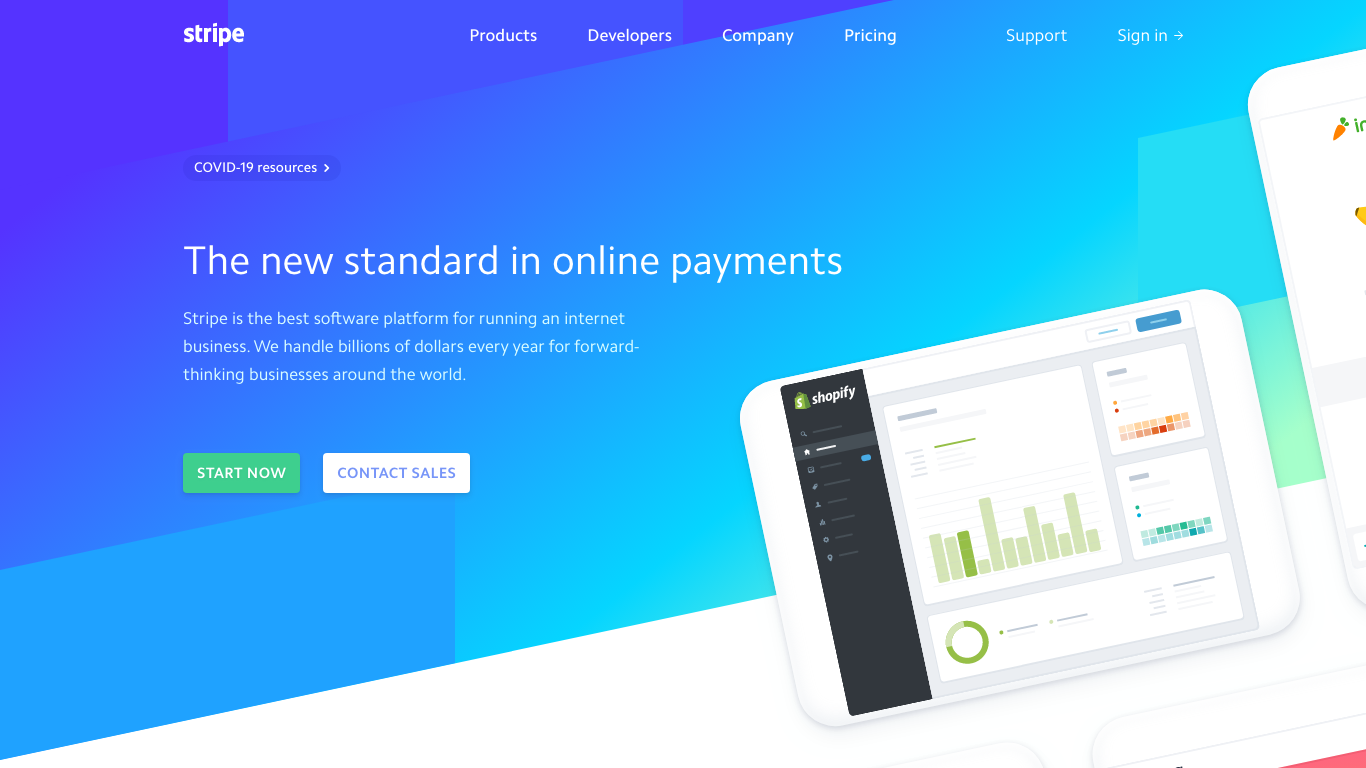 stripe
Products
Developers
Company
Pricing
Support
Sign in →
COVID-19 resources >
The new standard in online payments
Stripe is the best software platform for running an internet
business. We handle billions of dollars every year for forward-
thinking businesses around the world.
START NOW
CONTACT SALES
shopify